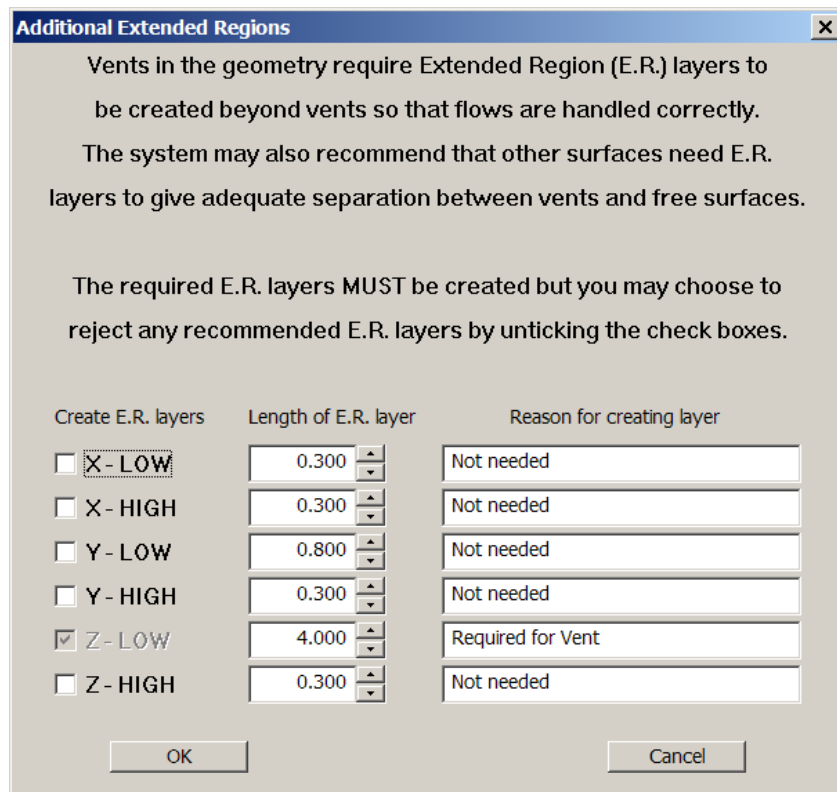 Additional Extended Regions
Vents in the geometry require Extended Region (E.R.) layers to
be created beyond vents so that flows are handled correctly.
The system may also recommend that other surfaces need E.R.
layers to give adequate separation between vents and free surfaces.
The required E.R. layers MUST be created but you may choose to
reject any recommended E.R. layers by unticking the check boxes.
Create E.R. layers Length of E.R. layer Reason for creating layer
X - LOW 0.300 Not needed
X - HIGH 0.300 Not needed
Y - LOW 0.800 Not needed
Y - HIGH 0.300 Not needed
Z - LOW 4.000 Required for Vent
Z - HIGH 0.300 Not needed
OK Cancel